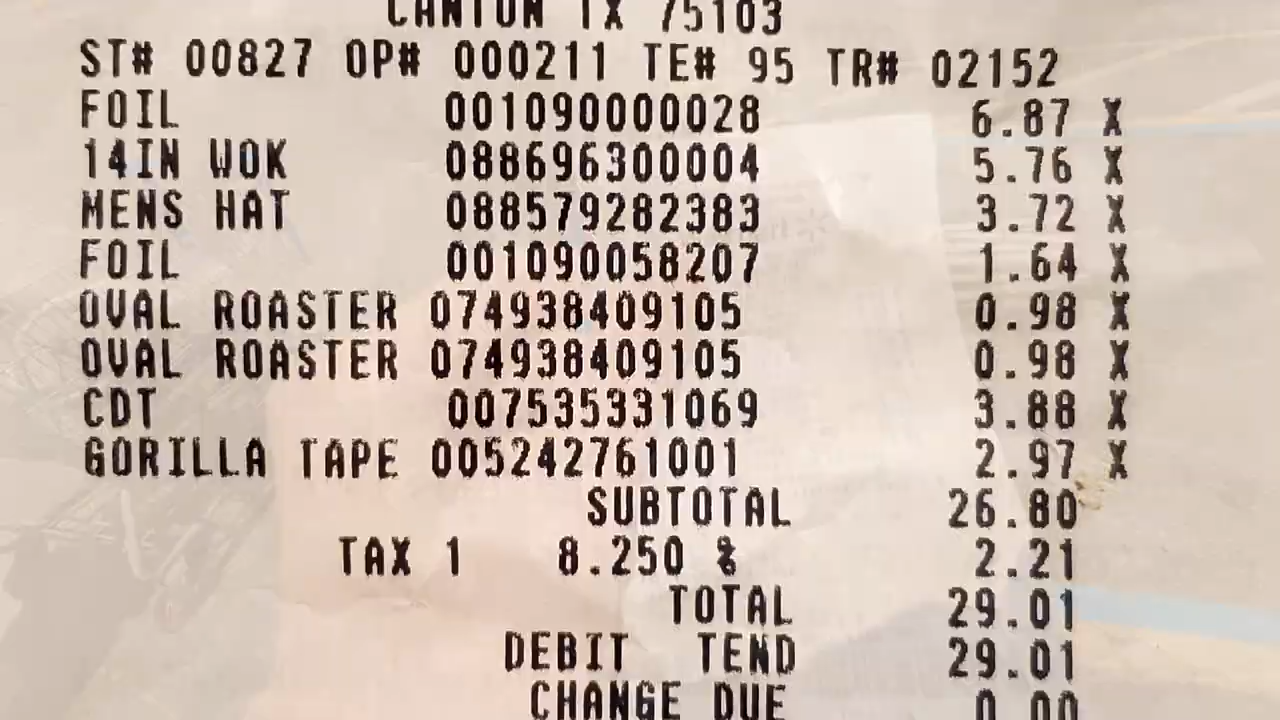 CANTON TX 75103
ST# 00827 OP# 000211 TE# 95 TR# 02152
FOIL 001090000028 6.87 X
14IN WOK 088696300004 5.76 X
MENS HAT 088579282383 3.72 X
FOIL 001090058207 1.64 X
OVAL ROASTER 074938409105 0.98 X
OVAL ROASTER 074938409105 0.98 X
CDT 007535331069 3.88 X
GORILLA TAPE 005242761001 2.97 X
SUBTOTAL 26.80
TAX 1 8.250 % 2.21
TOTAL 29.01
DEBIT TEND 29.01
CHANGE DUE 0.00